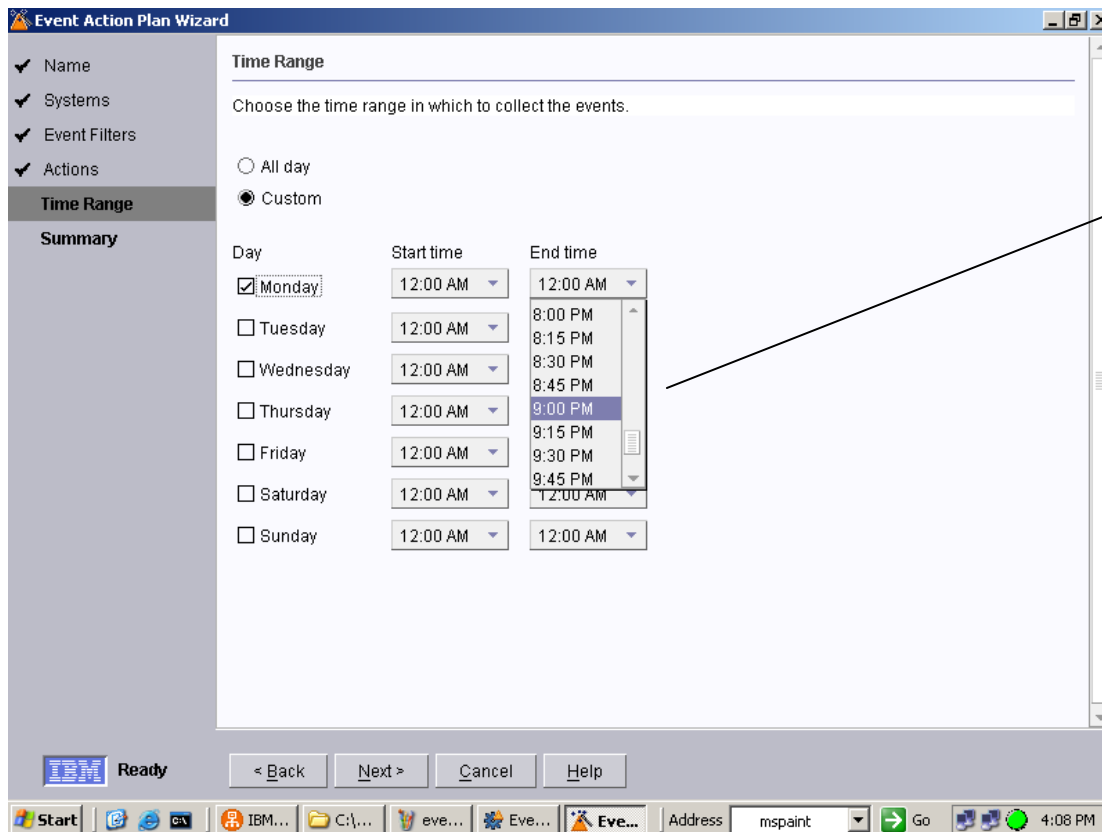 Event Action Plan Wizard
Name
Systems
Event Filters
Actions
Time Range
Summary
Time Range
Choose the time range in which to collect the events.
All day
Custom
Day Start time End time
Monday 12:00 AM 12:00 AM
8:00 PM
8:15 PM
Tuesday 12:00 AM
8:30 PM
Wednesday 12:00 AM
8:45 PM
9:00 PM
Thursday 12:00 AM
9:15 PM
9:30 PM
Friday 12:00 AM
9:45 PM
Saturday 12:00 AM 12:00 AM
Sunday 12:00 AM 12:00 AM
IBM Ready < Back Next > Cancel Help
Start C:\ IBM... C:\... eve... Eve... Eve... Address mspaint Go 4:08 PM